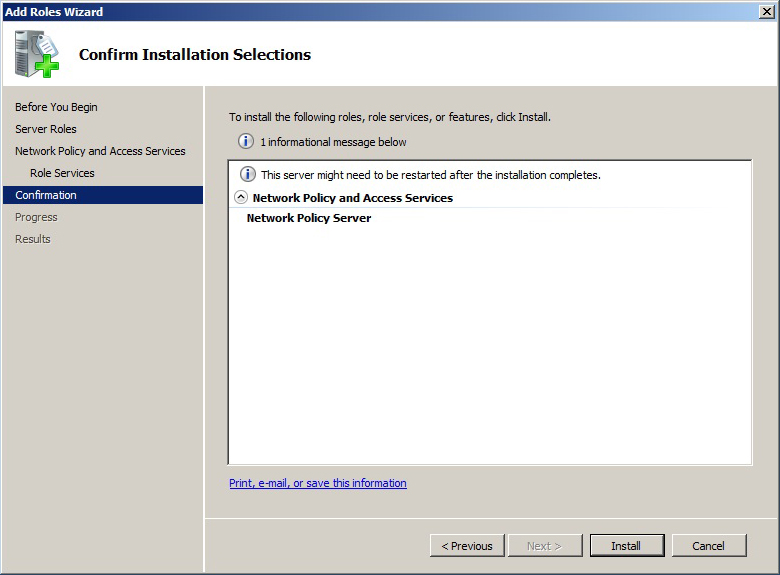 Add Roles Wizard
Confirm Installation Selections
Before You Begin
Server Roles
Network Policy and Access Services
Role Services
Confirmation
Progress
Results
To install the following roles, role services, or features, click Install.
1 informational message below
This server might need to be restarted after the installation completes.
Network Policy and Access Services
Network Policy Server
Print, e-mail, or save this information
< Previous
Next >
Install
Cancel